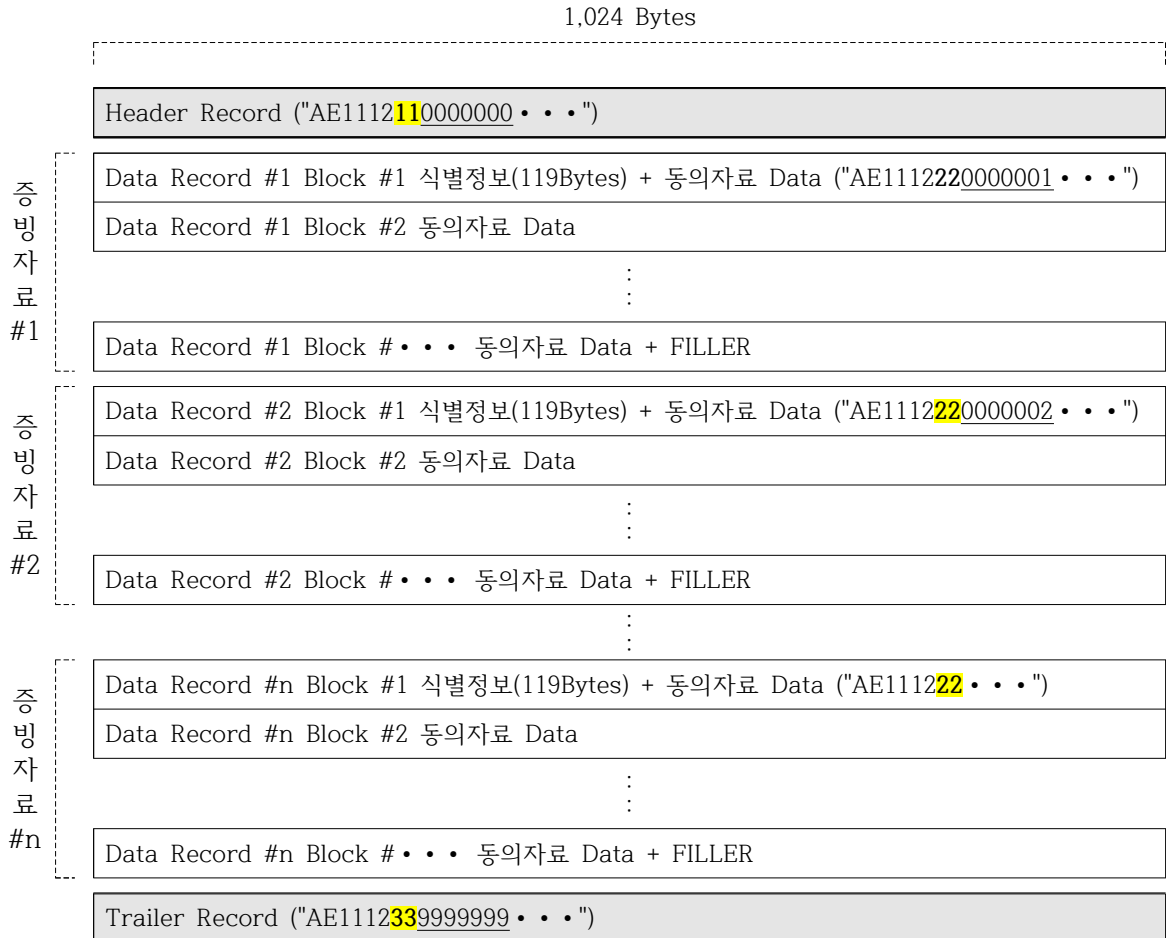 1,024 Bytes
Header Record ("AE1112110000000・・・")
증빙자료 #1
Data Record #1 Block #1 식별정보(119Bytes) + 동의자료 Data ("AE1112220000001・・・")
Data Record #1 Block #2 동의자료 Data
Data Record #1 Block #・・・ 동의자료 Data + FILLER
증빙자료 #2
Data Record #2 Block #1 식별정보(119Bytes) + 동의자료 Data ("AE1112220000002・・・")
Data Record #2 Block #2 동의자료 Data
Data Record #2 Block #・・・ 동의자료 Data + FILLER
증빙자료 #n
Data Record #n Block #1 식별정보(119Bytes) + 동의자료 Data ("AE111222・・・")
Data Record #n Block #2 동의자료 Data
Data Record #n Block #・・・ 동의자료 Data + FILLER
Trailer Record ("AE1112339999999・・・")